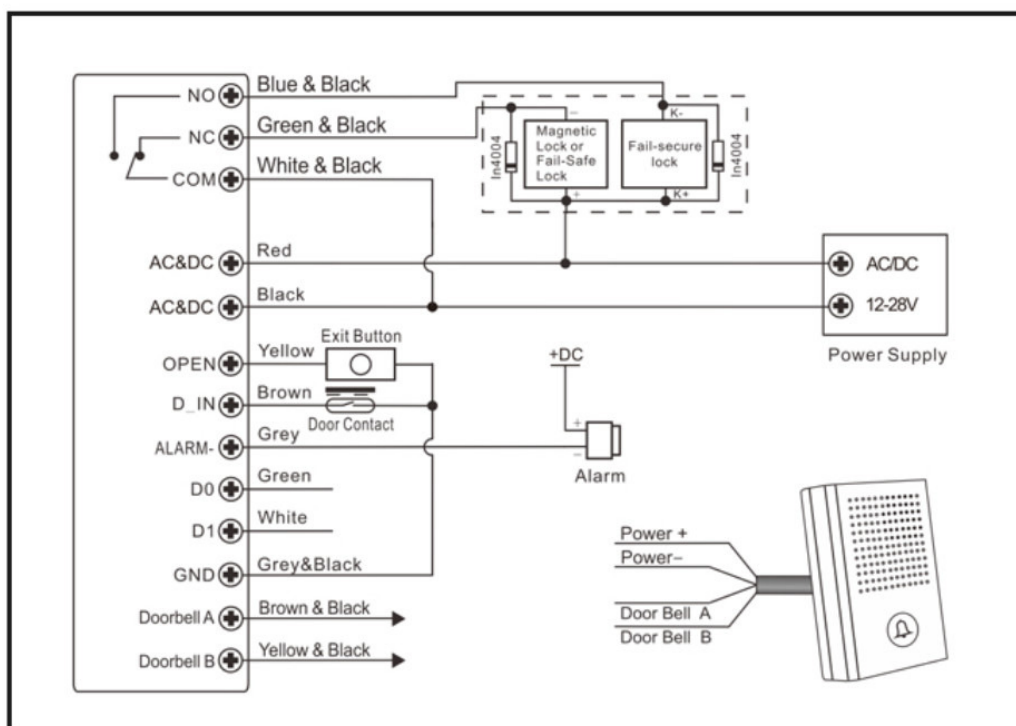 NO
Blue & Black
NC
Green & Black
COM
White & Black
In4004
−
Magnetic
Lock or
Fail-Safe
Lock
+
K-
Fail-secure
lock
K+
In4004
AC&DC
Red
AC/DC
AC&DC
Black
12-28V
Power Supply
OPEN
Yellow
Exit Button
D_IN
Brown
Door Contact
+DC
+
−
Alarm
ALARM-
Grey
D0
Green
D1
White
GND
Grey&Black
Doorbell A
Brown & Black
Doorbell B
Yellow & Black
Power +
Power−
Door Bell A
Door Bell B